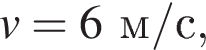 v = 6 м/с,